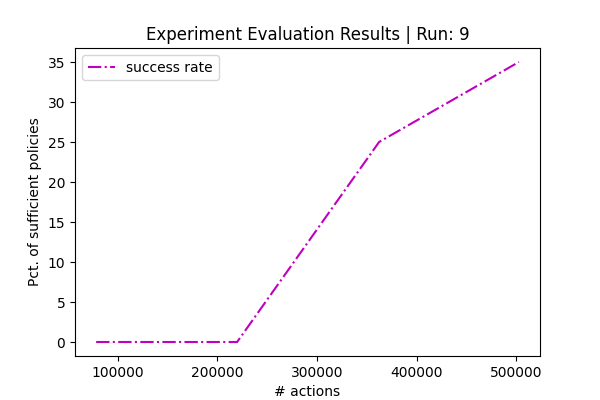 Experiment Evaluation Results | Run: 9
success rate
Pct. of sufficient policies
35
30
25
20
15
10
5
0
100000 200000 300000 400000 500000
# actions